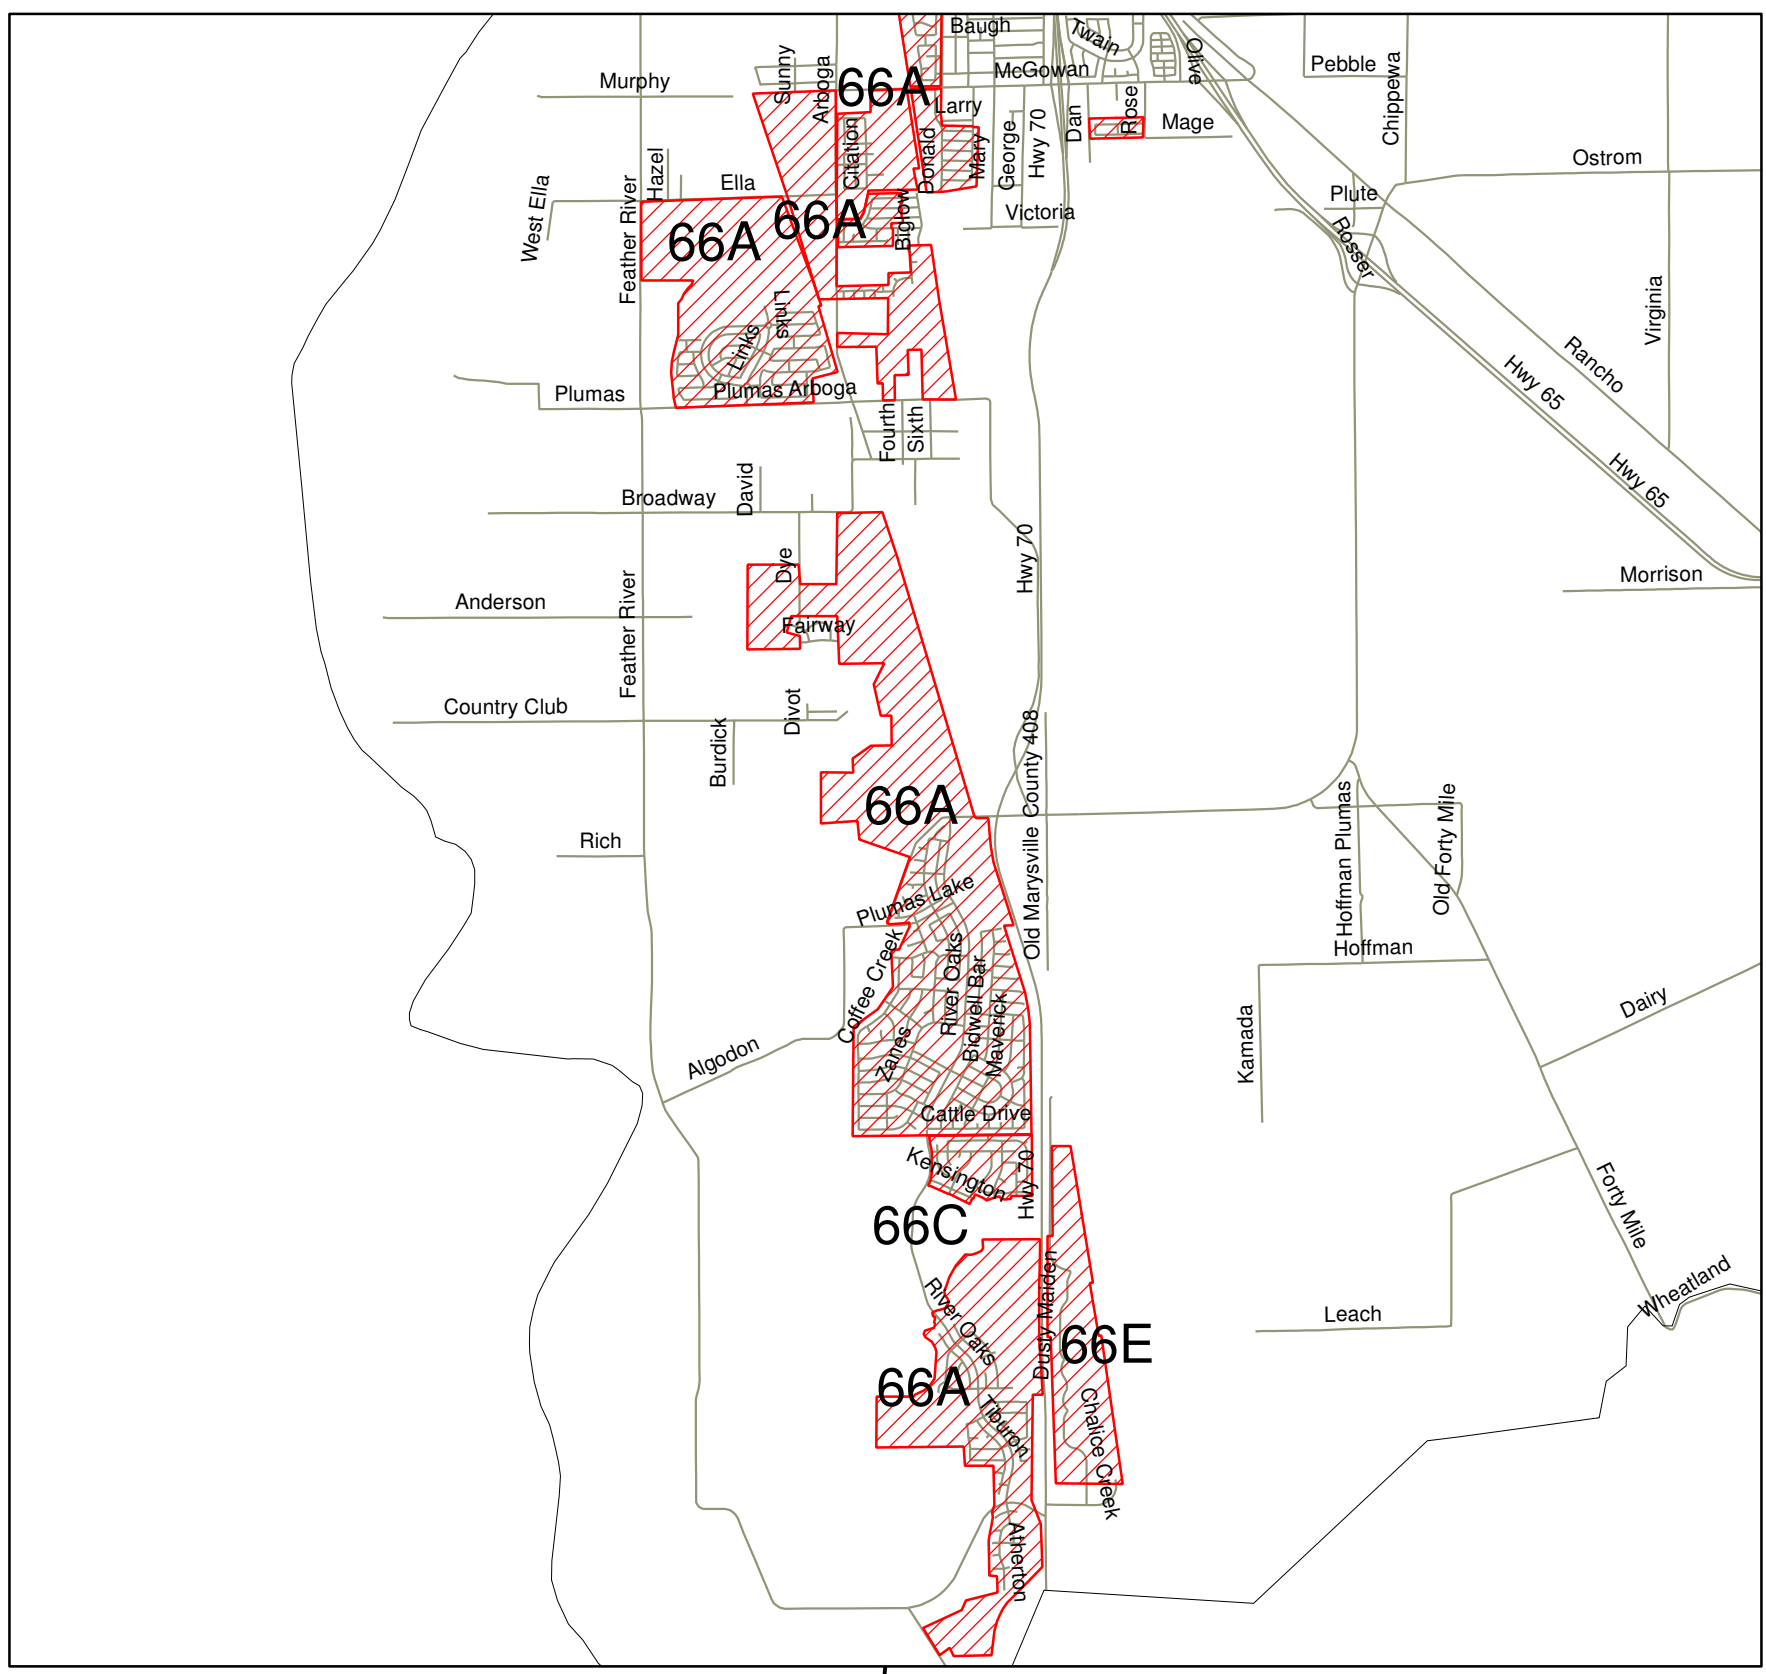 Baugh
Twain
Olive
Pebble
Chippewa
Murphy
Sunny
Arboga
66A
McGowan
Larry
Citation
Donald
Mary
George
Hwy 70
Dan
Rose
Mage
Ostrom
West Ella
Feather River
Hazel
Ella
66A
66A
Biglow
Victoria
Plute
Rosser
Virginia
Links
Links
Rancho
Hwy 65
Plumas
Plumas Arboga
Fourth
Sixth
Hwy 65
Broadway
David
Dye
Hwy 70
Morrison
Anderson
Feather River
Fairway
Country Club
Burdick
Divot
66A
Old Marysville County 408
Hoffman Plumas
Old Forty Mile
Rich
Plumas Lake
Coffee Creek
River Oaks
Bidwell Bar
Maverick
Zanes
Hoffman
Kamada
Dairy
Algodon
Cattle Drive
Kensington
Hwy 70
66C
Forty Mile
River Oaks
Dusty Maiden
66E
Leach
Wheatland
66A
Tiburon
Chalice Creek
Atherton